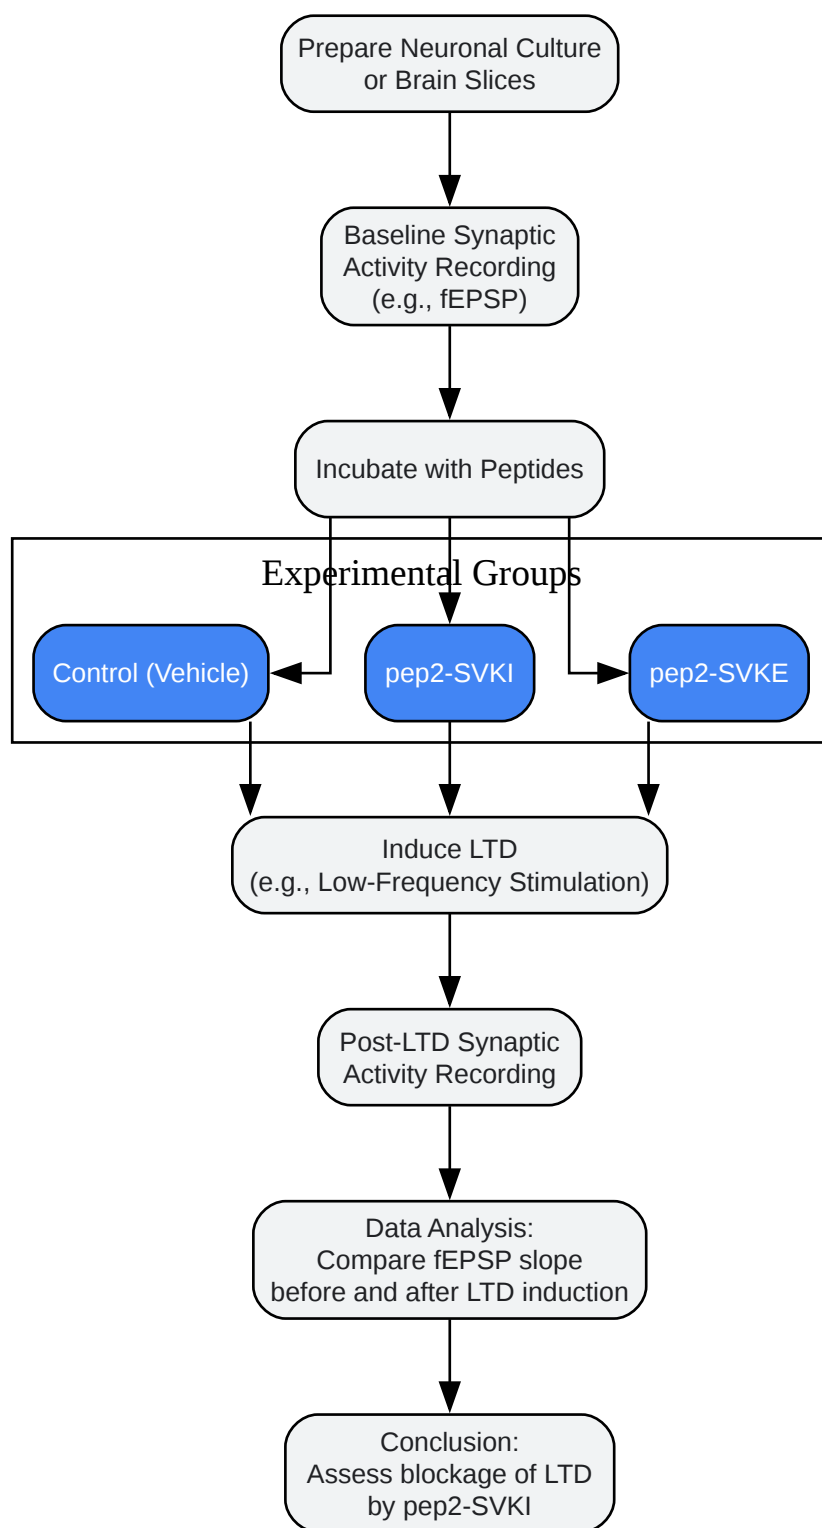 Prepare Neuronal Culture
or Brain Slices
Baseline Synaptic
Activity Recording
(e.g., fEPSP)
Incubate with Peptides
Experimental Groups
Control (Vehicle)
pep2-SVKI
pep2-SVKE
Induce LTD
(e.g., Low-Frequency Stimulation)
Post-LTD Synaptic
Activity Recording
Data Analysis:
Compare fEPSP slope
before and after LTD induction
Conclusion:
Assess blockage of LTD
by pep2-SVKI